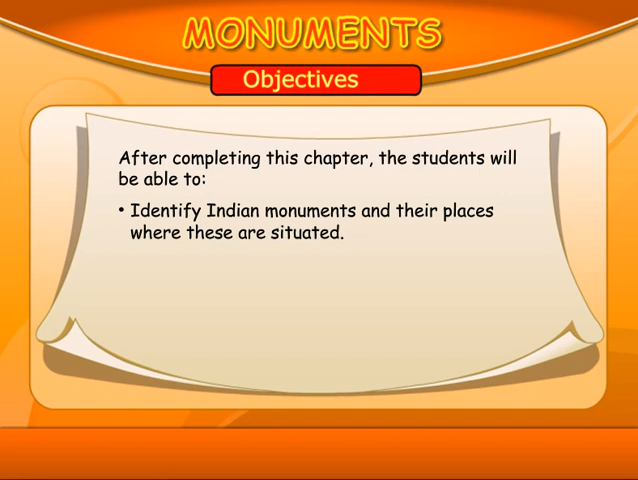 MONUMENTS
Objectives
After completing this chapter, the students will
be able to:
• Identify Indian monuments and their places
where these are situated.